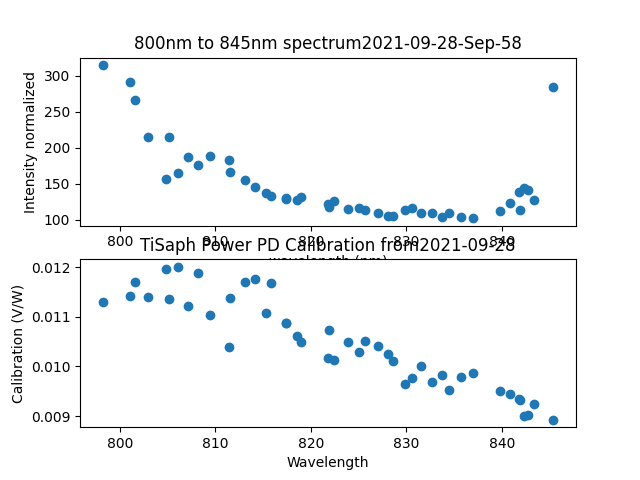 800nm to 845nm spectrum2021-09-28-Sep-58
300
250
200
150
100
Intensity normalized
800 810 820 830 840
wavelength (nm)
TiSaph Power PD Calibration from2021-09-28
0.012
0.011
0.010
0.009
Calibration (V/W)
800 810 820 830 840
Wavelength